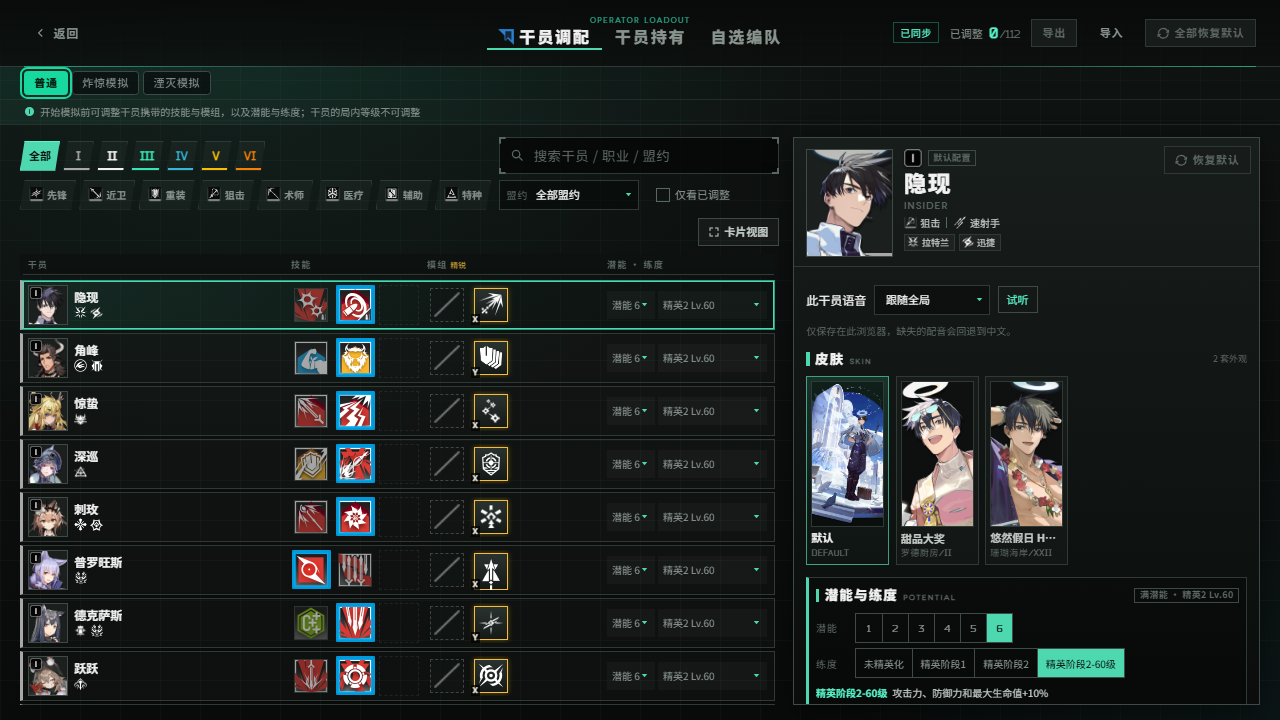 返回
OPERATOR LOADOUT
干员调配 干员持有 自选编队
已同步 已调整 0/112 导出 导入 全部恢复默认
普通 炸惊模拟 湮灭模拟
开始模拟前可调整干员携带的技能与模组，以及潜能与练度；干员的局内等级不可调整
全部 I II III IV V VI
搜索干员 / 职业 / 盟约
先锋 近卫 重装 狙击 术师 医疗 辅助 特种
盟约 全部盟约 仅看已调整
卡片视图
干员 技能 模组 精锐 潜能 · 练度
I 隐现 X 潜能 6 精英2 Lv.60
I 角峰 Y 潜能 6 精英2 Lv.60
I 惊蛰 X 潜能 6 精英2 Lv.60
I 深巡 X 潜能 6 精英2 Lv.60
I 刺玫 X 潜能 6 精英2 Lv.60
I 普罗旺斯 X 潜能 6 精英2 Lv.60
I 德克萨斯 Y 潜能 6 精英2 Lv.60
I 跃跃 X 潜能 6 精英2 Lv.60
I 默认配置
恢复默认
隐现
INSIDER
狙击 速射手
拉特兰 迅捷
此干员语音 跟随全局 试听
仅保存在此浏览器，缺失的配音会回退到中文。
皮肤 SKIN 2 套外观
默认
DEFAULT
甜品大奖
罗德厨房/II
悠然假日 H…
珊瑚海岸/XXII
潜能与练度 POTENTIAL 满潜能 · 精英2 Lv.60
潜能 1 2 3 4 5 6
练度 未精英化 精英阶段1 精英阶段2 精英阶段2-60级
精英阶段2-60级 攻击力、防御力和最大生命值+10%